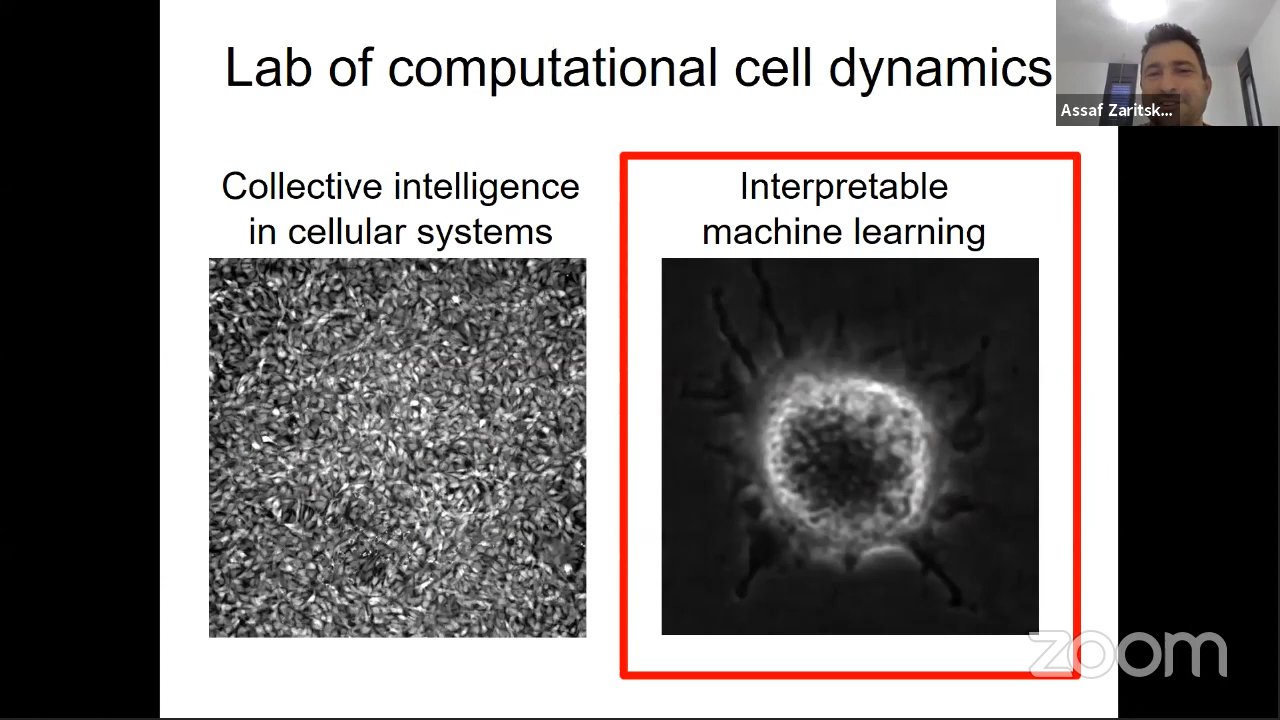 Lab of computational cell dynamics
Assaf Zaritsk...
Collective intelligence
in cellular systems
Interpretable
machine learning
zoom